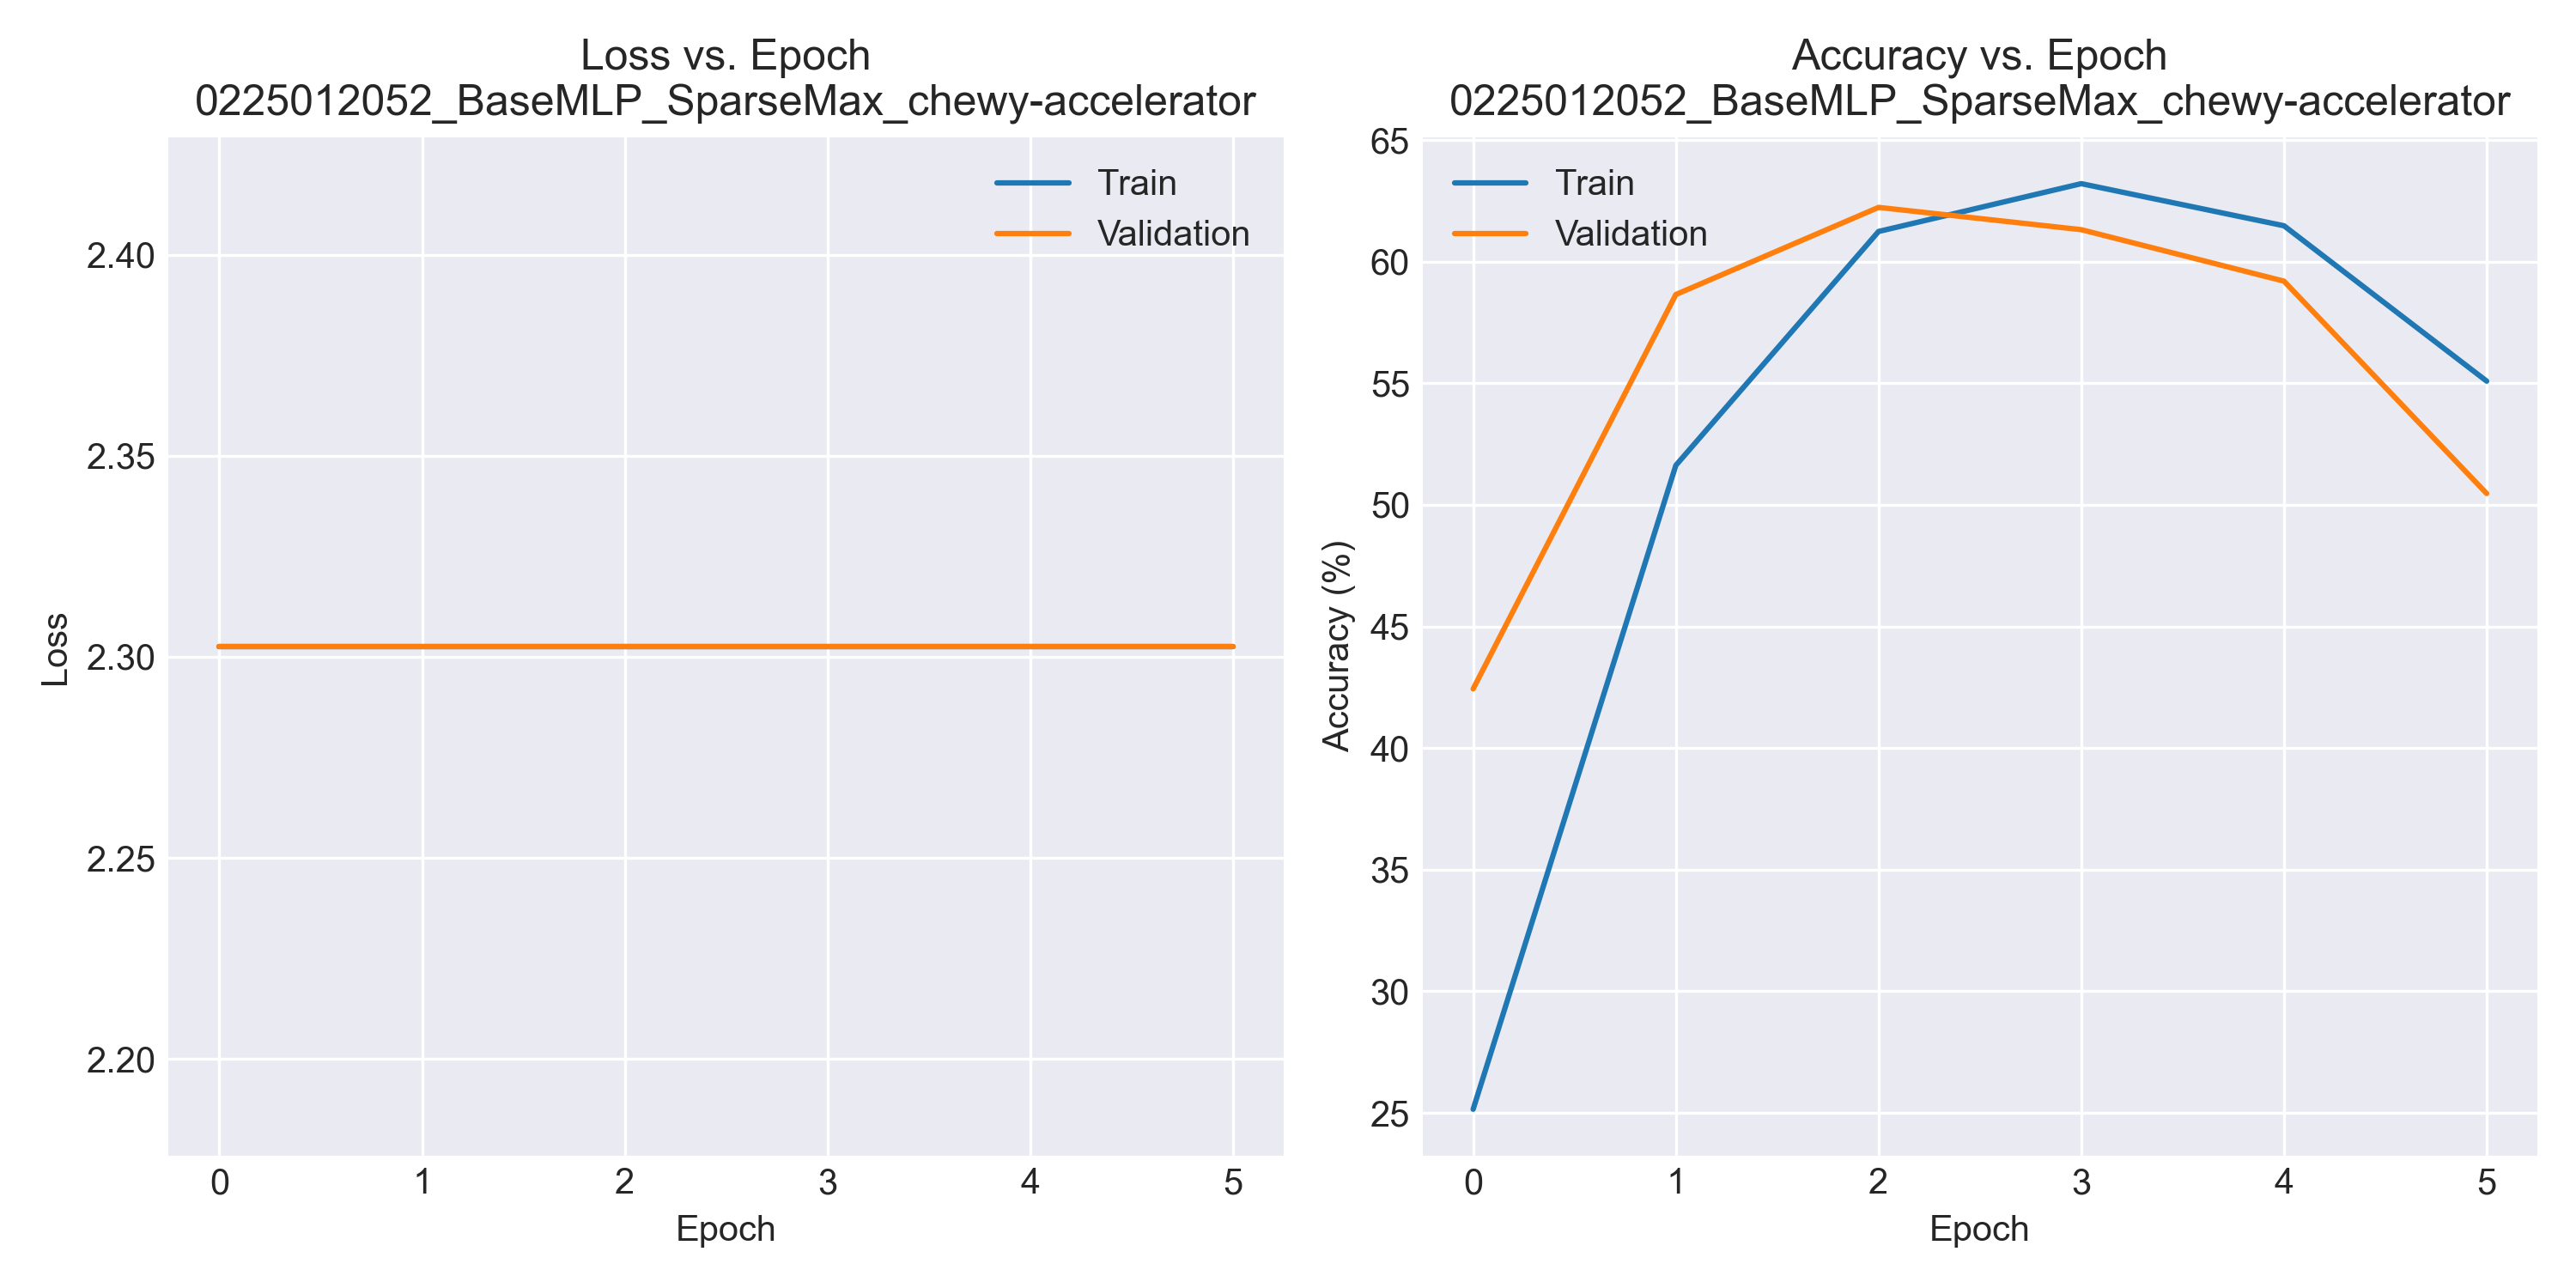 Loss vs. Epoch
0225012052_BaseMLP_SparseMax_chewy-accelerator
Train
Validation
2.40
2.35
2.30
2.25
2.20
Loss
0 1 2 3 4 5
Epoch
Accuracy vs. Epoch
0225012052_BaseMLP_SparseMax_chewy-accelerator
Train
Validation
65
60
55
50
45
40
35
30
25
Accuracy (%)
0 1 2 3 4 5
Epoch